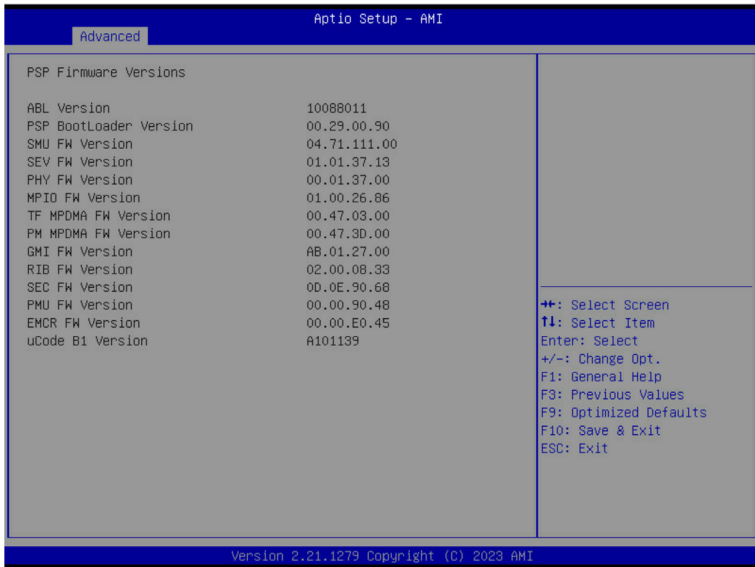 Aptio Setup - AMI
Advanced
PSP Firmware Versions
ABL Version 10088011
PSP BootLoader Version 00.29.00.90
SMU FW Version 04.71.111.00
SEV FW Version 01.01.37.13
PHY FW Version 00.01.37.00
MPIO FW Version 01.00.26.86
TF MPDMA FW Version 00.47.03.00
PM MPDMA FW Version 00.47.3D.00
GMI FW Version AB.01.27.00
RIB FW Version 02.00.08.33
SEC FW Version 0D.0E.90.68
PMU FW Version 00.00.90.48
EMCR FW Version 00.00.E0.45
uCode B1 Version A101139
→←: Select Screen
↑↓: Select Item
Enter: Select
+/-: Change Opt.
F1: General Help
F3: Previous Values
F9: Optimized Defaults
F10: Save & Exit
ESC: Exit
Version 2.21.1279 Copyright (C) 2023 AMI